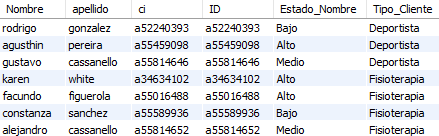 Nombre apellido ci ID Estado_Nombre Tipo_Cliente
rodrigo gonzalez a52240393 a52240393 Bajo Deportista
agusthin pereira a55459098 a55459098 Alto Deportista
gustavo cassanello a55814646 a55814646 Medio Deportista
karen white a34634102 a34634102 Alto Fisioterapia
facundo figuerola a55016488 a55016488 Alto Fisioterapia
constanza sanchez a55589936 a55589936 Bajo Fisioterapia
alejandro cassanello a55814652 a55814652 Medio Fisioterapia